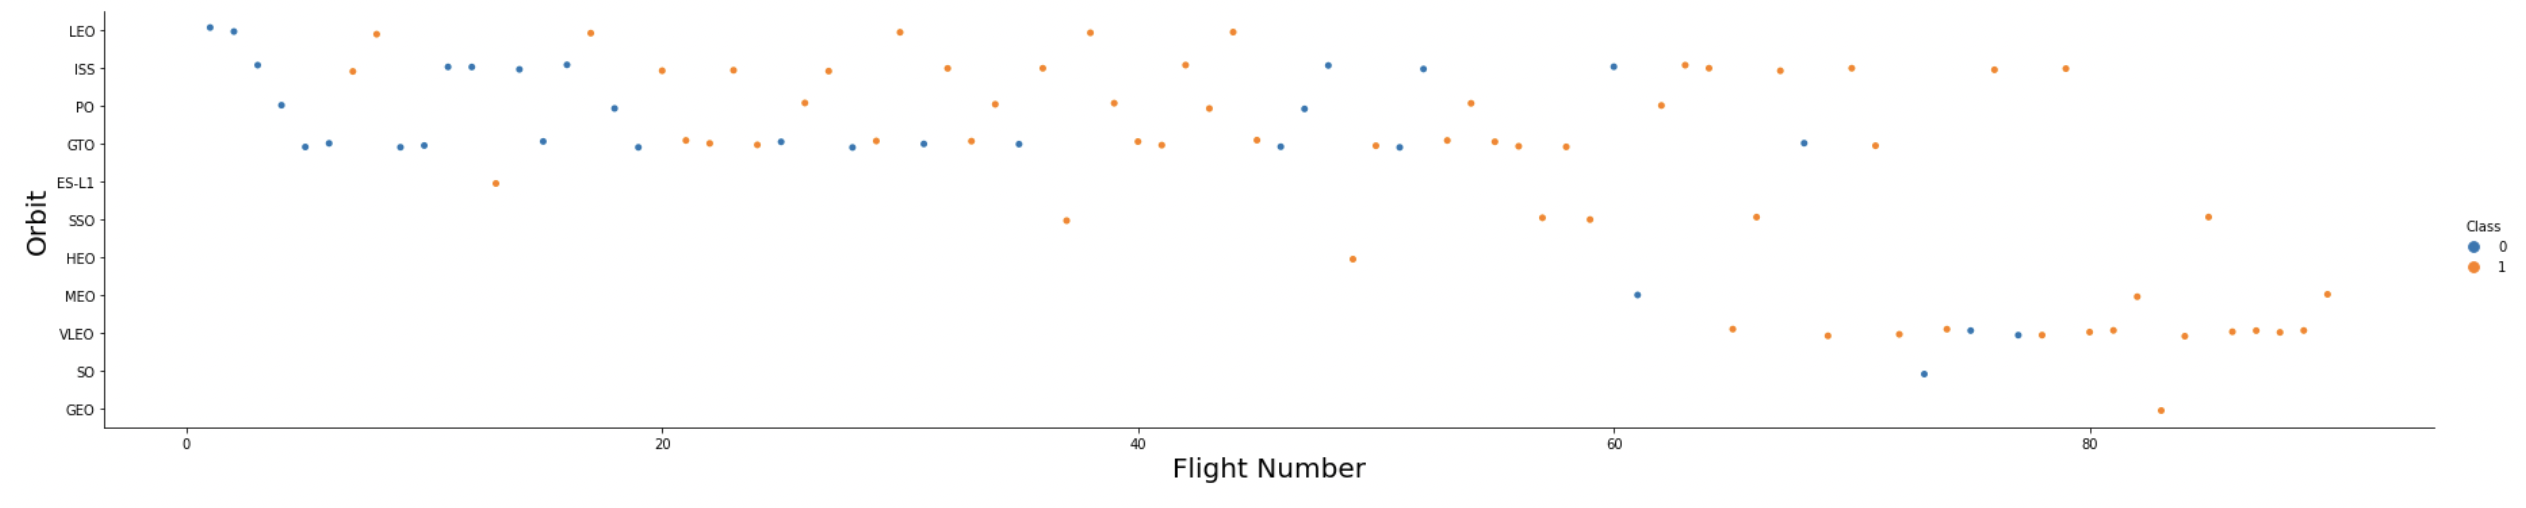 LEO
ISS
PO
GTO
ES-L1
SSO
HEO
MEO
VLEO
SO
GEO
Orbit
0 20 40 60 80
Flight Number
Class
0
1